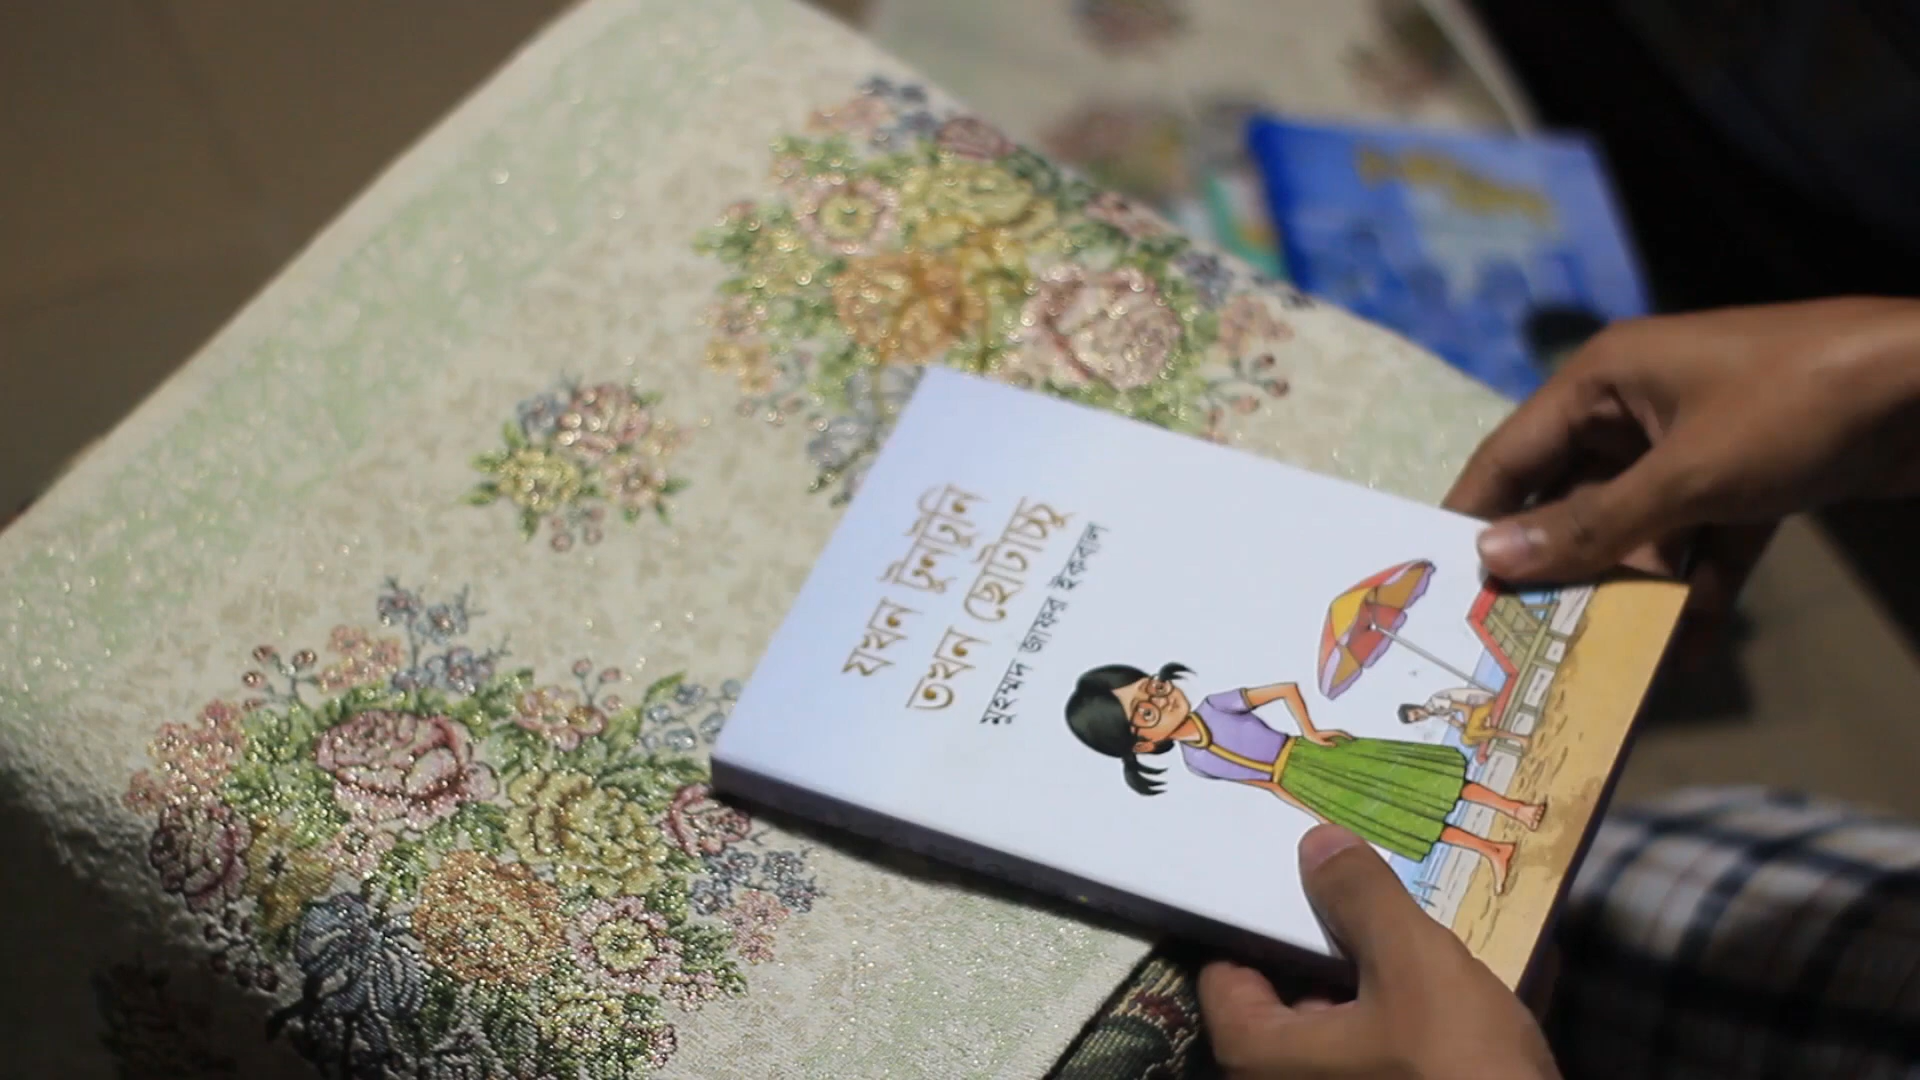 যখন টুনটুনি
তখন ছোটাচ্চু
মুহম্মদ জাফর ইকবাল